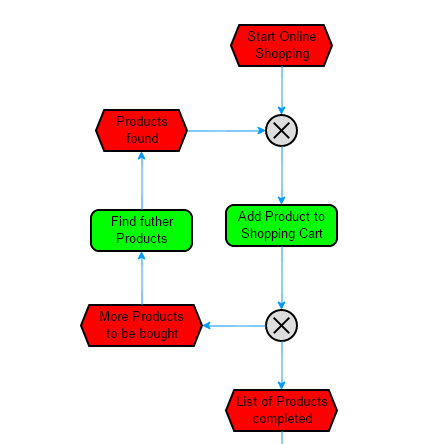 Start Online
Shopping
Products
found
Find futher
Products
Add Product to
Shopping Cart
More Products
to be bought
List of Products
completed